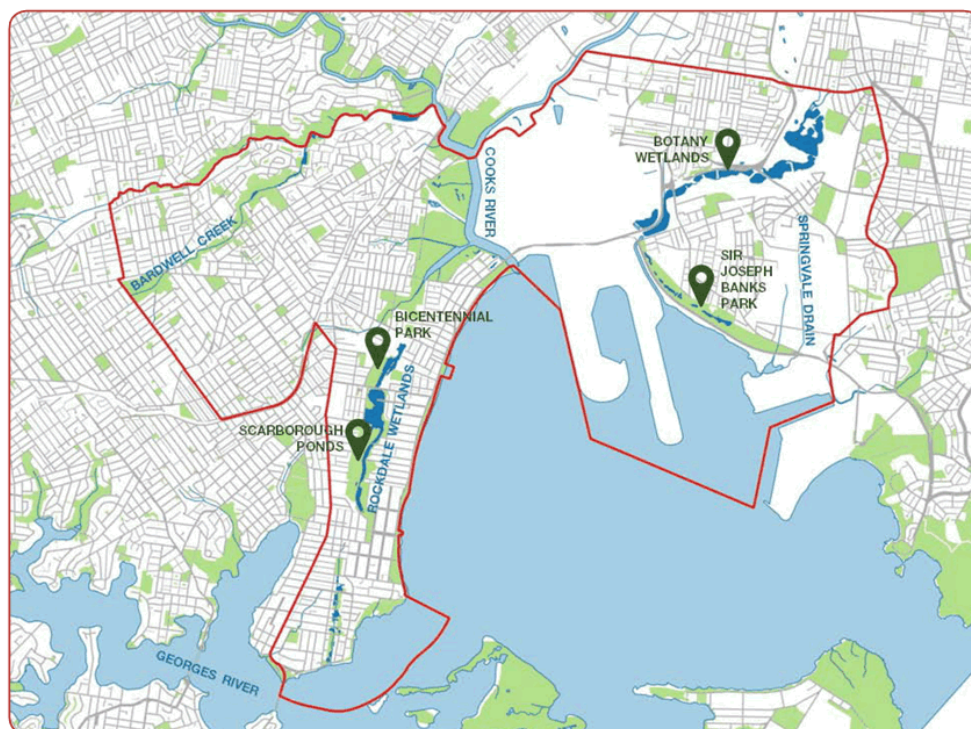 BOTANY
WETLANDS
COOKS RIVER
BARDWELL CREEK
SPRINGVALE DRAIN
SIR
JOSEPH
BANKS
PARK
BICENTENNIAL
PARK
SCARBOROUGH
PONDS
ROCKDALE WETLANDS
GEORGES RIVER